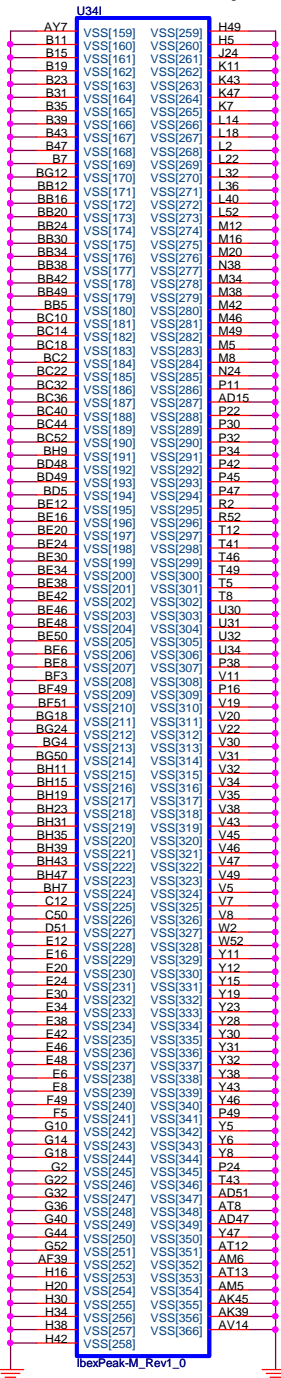 U34I
AY7 VSS[159] VSS[259] H49
B11 VSS[160] VSS[260] H5
B15 VSS[161] VSS[261] J24
B19 VSS[162] VSS[262] K11
B23 VSS[163] VSS[263] K43
B31 VSS[164] VSS[264] K47
B35 VSS[165] VSS[265] K7
B39 VSS[166] VSS[266] L14
B43 VSS[167] VSS[267] L18
B47 VSS[168] VSS[268] L2
B7 VSS[169] VSS[269] L22
BG12 VSS[170] VSS[270] L32
BB12 VSS[171] VSS[271] L36
BB16 VSS[172] VSS[272] L40
BB20 VSS[173] VSS[273] L52
BB24 VSS[174] VSS[274] M12
BB30 VSS[175] VSS[275] M16
BB34 VSS[176] VSS[276] M20
BB38 VSS[177] VSS[277] N38
BB42 VSS[178] VSS[278] M34
BB49 VSS[179] VSS[279] M38
BB5 VSS[180] VSS[280] M42
BC10 VSS[181] VSS[281] M46
BC14 VSS[182] VSS[282] M49
BC18 VSS[183] VSS[283] M5
BC2 VSS[184] VSS[284] M8
BC22 VSS[185] VSS[285] N24
BC32 VSS[186] VSS[286] P11
BC36 VSS[187] VSS[287] AD15
BC40 VSS[188] VSS[288] P22
BC44 VSS[189] VSS[289] P30
BC52 VSS[190] VSS[290] P32
BH9 VSS[191] VSS[291] P34
BD48 VSS[192] VSS[292] P42
BD49 VSS[193] VSS[293] P45
BD5 VSS[194] VSS[294] P47
BE12 VSS[195] VSS[295] R2
BE16 VSS[196] VSS[296] R52
BE20 VSS[197] VSS[297] T12
BE24 VSS[198] VSS[298] T41
BE30 VSS[199] VSS[299] T46
BE34 VSS[200] VSS[300] T49
BE38 VSS[201] VSS[301] T5
BE42 VSS[202] VSS[302] T8
BE46 VSS[203] VSS[303] U30
BE48 VSS[204] VSS[304] U31
BE50 VSS[205] VSS[305] U32
BE6 VSS[206] VSS[306] U34
BE8 VSS[207] VSS[307] P38
BF3 VSS[208] VSS[308] V11
BF49 VSS[209] VSS[309] P16
BF51 VSS[210] VSS[310] V19
BG18 VSS[211] VSS[311] V20
BG24 VSS[212] VSS[312] V22
BG4 VSS[213] VSS[313] V30
BG50 VSS[214] VSS[314] V31
BH11 VSS[215] VSS[315] V32
BH15 VSS[216] VSS[316] V34
BH19 VSS[217] VSS[317] V35
BH23 VSS[218] VSS[318] V38
BH31 VSS[219] VSS[319] V43
BH35 VSS[220] VSS[320] V45
BH39 VSS[221] VSS[321] V46
BH43 VSS[222] VSS[322] V47
BH47 VSS[223] VSS[323] V49
BH7 VSS[224] VSS[324] V5
C12 VSS[225] VSS[325] V7
C50 VSS[226] VSS[326] V8
D51 VSS[227] VSS[327] W2
E12 VSS[228] VSS[328] W52
E16 VSS[229] VSS[329] Y11
E20 VSS[230] VSS[330] Y12
E24 VSS[231] VSS[331] Y15
E30 VSS[232] VSS[332] Y19
E34 VSS[233] VSS[333] Y23
E38 VSS[234] VSS[334] Y28
E42 VSS[235] VSS[335] Y30
E46 VSS[236] VSS[336] Y31
E48 VSS[237] VSS[337] Y32
E6 VSS[238] VSS[338] Y38
E8 VSS[239] VSS[339] Y43
F49 VSS[240] VSS[340] Y46
F5 VSS[241] VSS[341] P49
G10 VSS[242] VSS[342] Y5
G14 VSS[243] VSS[343] Y6
G18 VSS[244] VSS[344] Y8
G2 VSS[245] VSS[345] P24
G22 VSS[246] VSS[346] T43
G32 VSS[247] VSS[347] AD51
G36 VSS[248] VSS[348] AT8
G40 VSS[249] VSS[349] AD47
G44 VSS[250] VSS[350] Y47
G52 VSS[251] VSS[351] AT12
AF39 VSS[252] VSS[352] AM6
H16 VSS[253] VSS[353] AT13
H20 VSS[254] VSS[354] AM5
H30 VSS[255] VSS[355] AK45
H34 VSS[256] VSS[356] AK39
H38 VSS[257] VSS[366] AV14
H42 VSS[258]
IbexPeak-M_Rev1_0